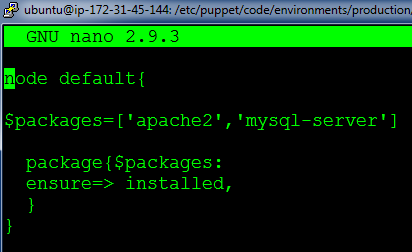 ubuntu@ip-172-31-45-144: /etc/puppet/code/environments/production
GNU nano 2.9.3
node default{
$packages=['apache2','mysql-server']
package{$packages:
ensure=> installed,
}
}